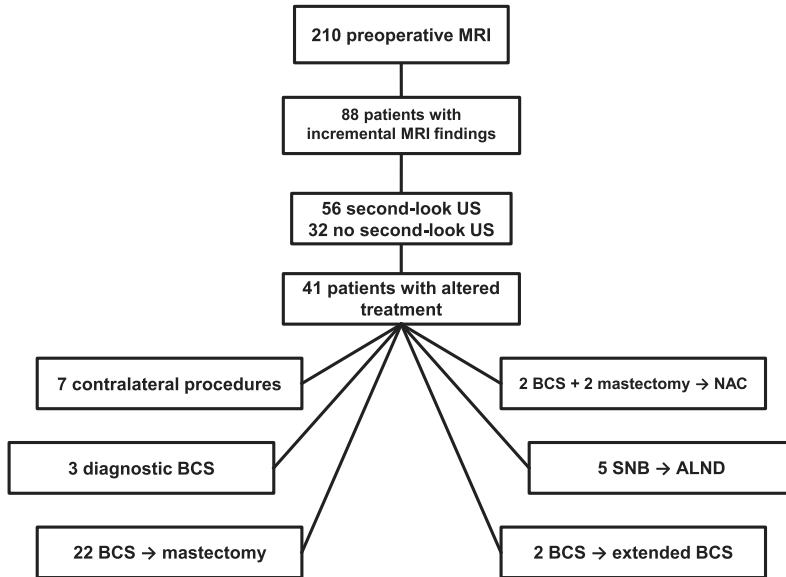 210 preoperative MRI
88 patients with
incremental MRI findings
56 second-look US
32 no second-look US
41 patients with altered
treatment
7 contralateral procedures
2 BCS + 2 mastectomy → NAC
3 diagnostic BCS
5 SNB → ALND
22 BCS → mastectomy
2 BCS → extended BCS